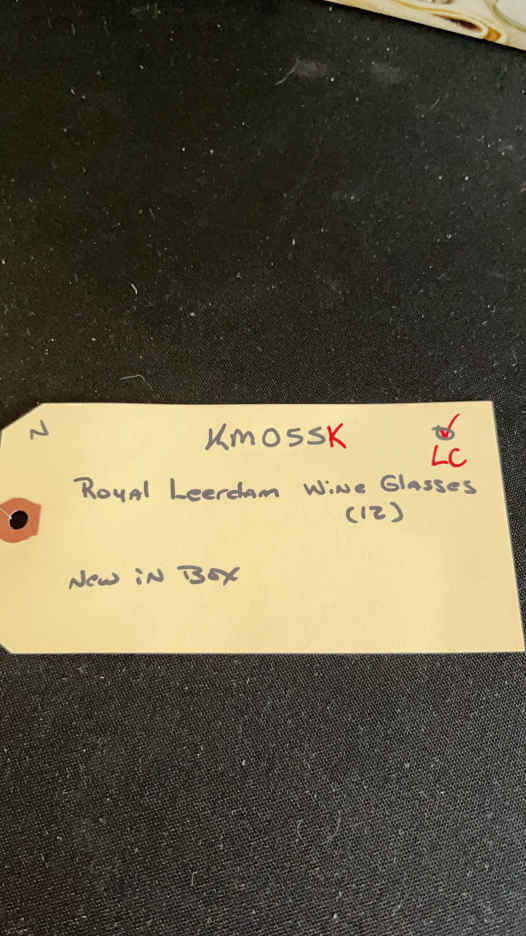 N
KMOSSK
LC
Royal Leerdam Wine Glasses
(12)
New in Box